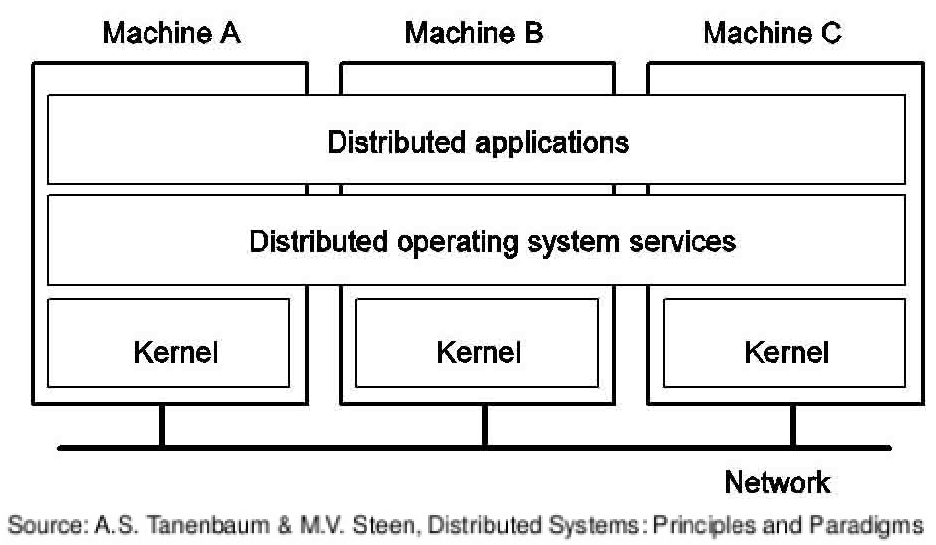 Machine A Machine B Machine C
Distributed applications
Distributed operating system services
Kernel Kernel Kernel
Network
Source: A.S. Tanenbaum & M.V. Steen, Distributed Systems: Principles and Paradigms